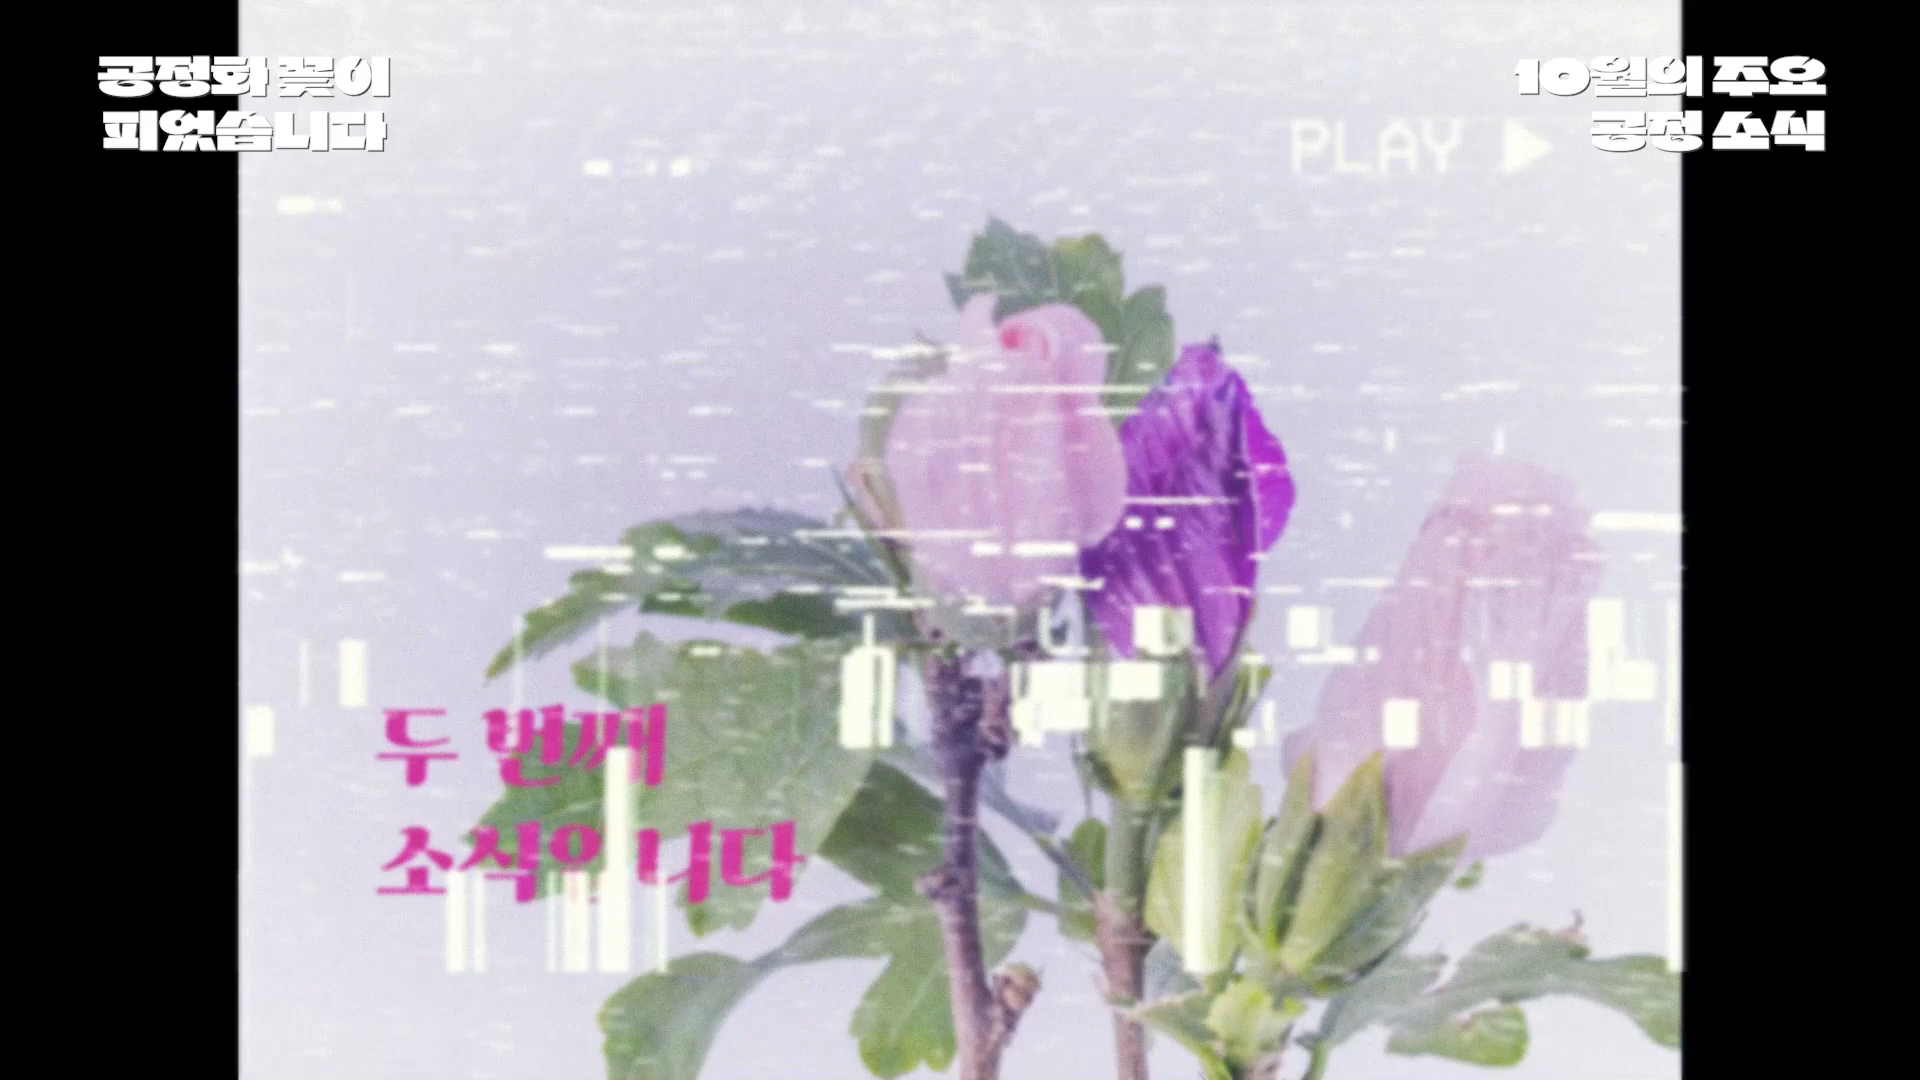 공정화 꽃이
피었습니다
10월의 주요
공정 소식
PLAY
두 번째
소식입니다